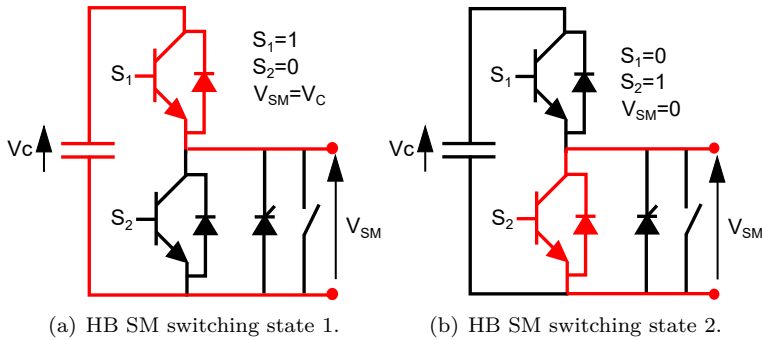 S1=1
S2=0
VSM=VC
S1
Vc
S2
VSM
(a) HB SM switching state 1.
S1=0
S2=1
VSM=0
S1
Vc
S2
VSM
(b) HB SM switching state 2.